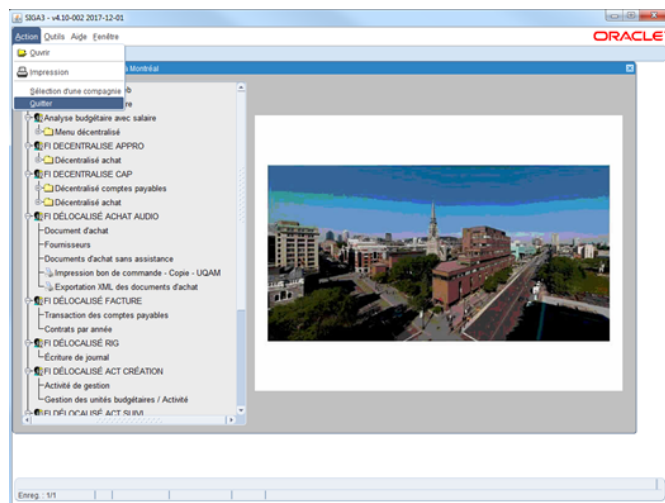 SIGA3 - v4.10-002 2017-12-01
Action Outils Aide Fenêtre
ORACLE
Ouvrir
Impression
Sélection d'une compagnie
Quitter
Montréal
Analyse budgétaire avec salaire
Menu décentralisé
FI DECENTRALISE APPRO
Décentralisé achat
FI DECENTRALISE CAP
Décentralisé comptes payables
Décentralisé achat
FI DÉLOCALISÉ ACHAT AUDIO
Document d'achat
Fournisseurs
Documents d'achat sans assistance
Impression bon de commande - Copie - UQAM
Exportation XML des documents d'achat
FI DÉLOCALISÉ FACTURE
Transaction des comptes payables
Contrats par année
FI DÉLOCALISÉ RIG
Écriture de journal
FI DÉLOCALISÉ ACT CRÉATION
Activité de gestion
Gestion des unités budgétaires / Activité
FI DÉLOCALISÉ ACT SUIVI
Enreg. : 1/1